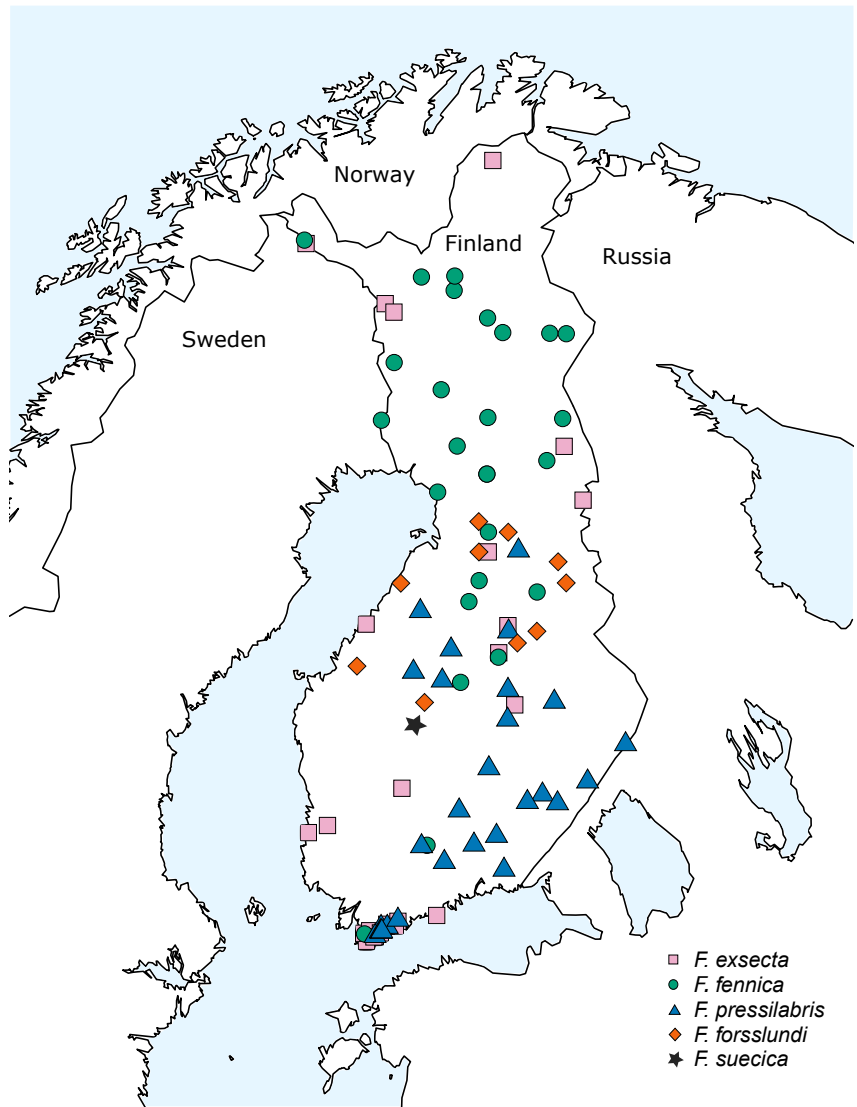 Norway
Finland
Russia
Sweden
F. exsecta
F. fennica
F. pressilabris
F. forsslundi
F. suecica